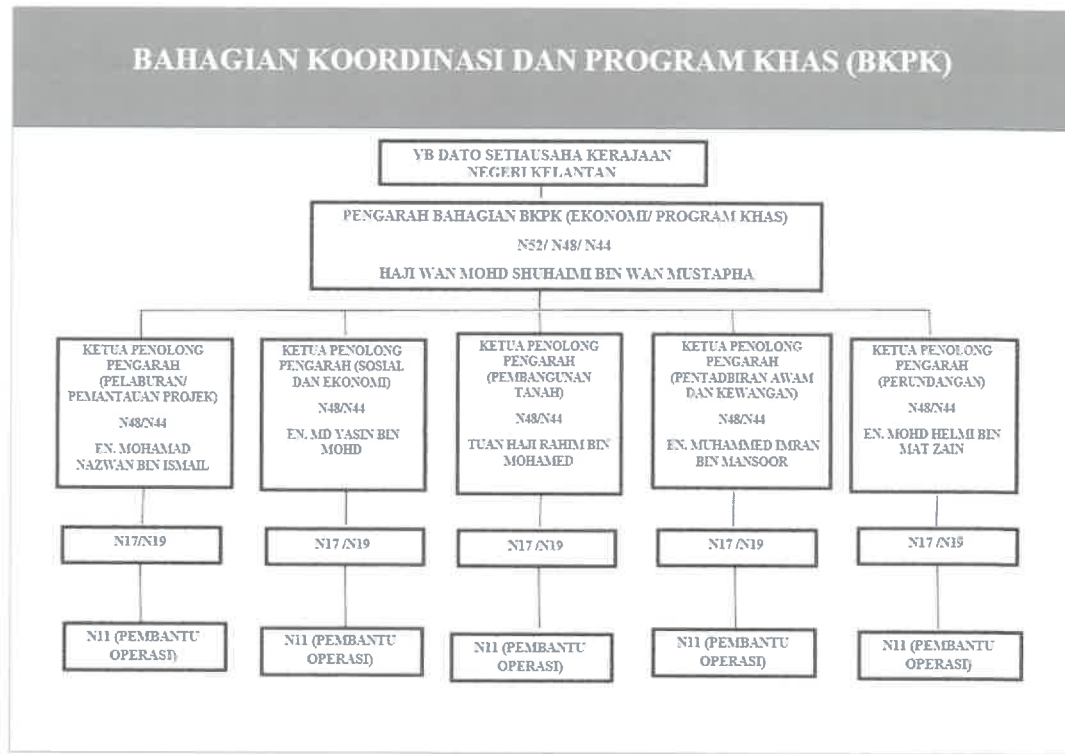 BAHAGIAN KOORDINASI DAN PROGRAM KHAS (BKPK)
YB DATO SETIAUSAHA KERAJAAN
NEGERI KELANTAN
PENGARAH BAHAGIAN BKPK (EKONOMI/ PROGRAM KHAS)
N52/ N48/ N44
HAJI WAN MOHD SHUHAIMI BIN WAN MUSTAPHA
KETUA PENOLONG
PENGARAH
(PELABURAN/
PEMANTAUAN PROJEK)
N48/N44
EN. MOHAMAD
NAZWAN BIN ISMAIL
KETUA PENOLONG
PENGARAH (SOSIAL
DAN EKONOMI)
N48/N44
EN. MD YASIN BIN
MOHD
KETUA PENOLONG
PENGARAH
(PEMBANGUNAN
TANAH)
N48/N44
TUAN HAJI RAHIM BIN
MOHAMED
KETUA PENOLONG
PENGARAH
(PENTADBIRAN AWAM
DAN KEWANGAN)
N48/N44
EN. MUHAMMED IMRAN
BIN MANSOOR
KETUA PENOLONG
PENGARAH
(PERUNDANGAN)
N48/N44
EN. MOHD HELMI BIN
MAT ZAIN
N17/N19
N17 /N19
N17 /N19
N17 /N19
N17 /N19
N11 (PEMBANTU
OPERASI)
N11 (PEMBANTU
OPERASI)
N11 (PEMBANTU
OPERASI)
N11 (PEMBANTU
OPERASI)
N11 (PEMBANTU
OPERASI)